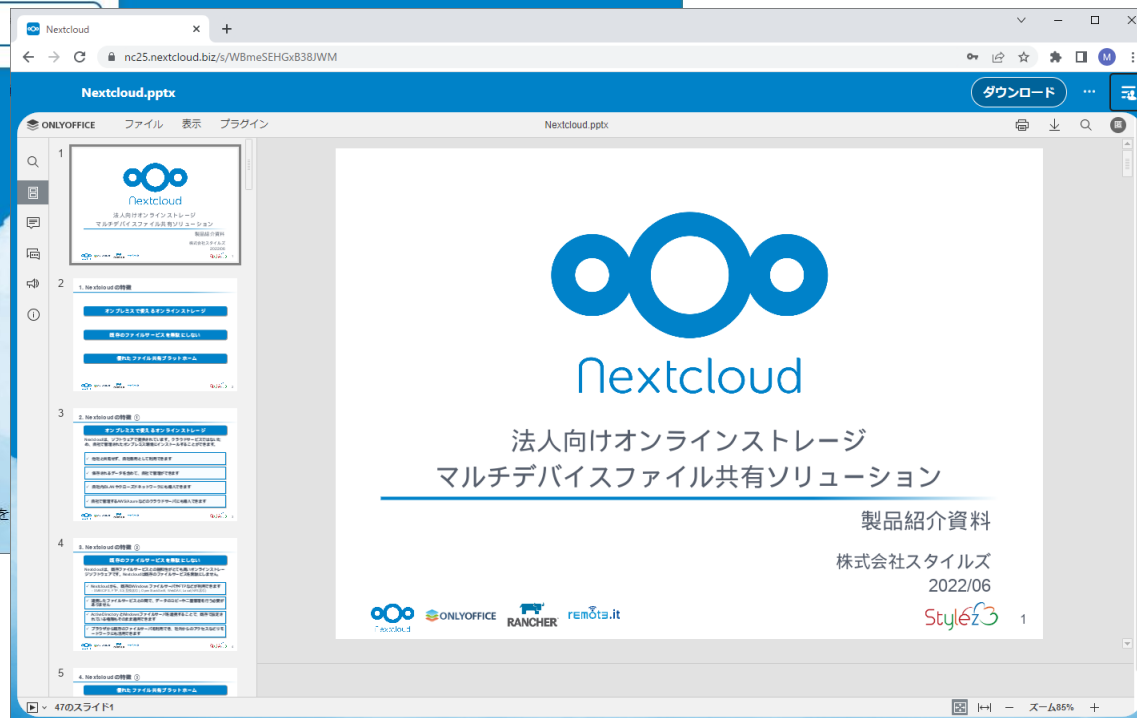 Nextcloud
nc25.nextcloud.biz/s/WBmeSEHGxB38JWM
M
Nextcloud.pptx
ダウンロード
ONLYOFFICE
ファイル
表示
プラグイン
Nextcloud.pptx
匿
1
Nextcloud
法人向けオンラインストレージ
マルチデバイスファイル共有ソリューション
製品紹介資料
株式会社スタイルズ
2022/06
2
1. Nextcloudの特徴
オンプレミスで使えるオンラインストレージ
既存のファイルサービスを無駄にしない
優れたファイル共有プラットホーム
3
2. Nextcloudの特徴 ①
オンプレミスで使えるオンラインストレージ
4
3. Nextcloudの特徴 ②
既存のファイルサービスを無駄にしない
5
4. Nextcloudの特徴 ③
優れたファイル共有プラットホーム
Nextcloud
法人向けオンラインストレージ
マルチデバイスファイル共有ソリューション
製品紹介資料
株式会社スタイルズ
2022/06
Nextcloud
ONLYOFFICE
RANCHER
remote.it
Stylez
1
を
47のスライド1
ズーム85%